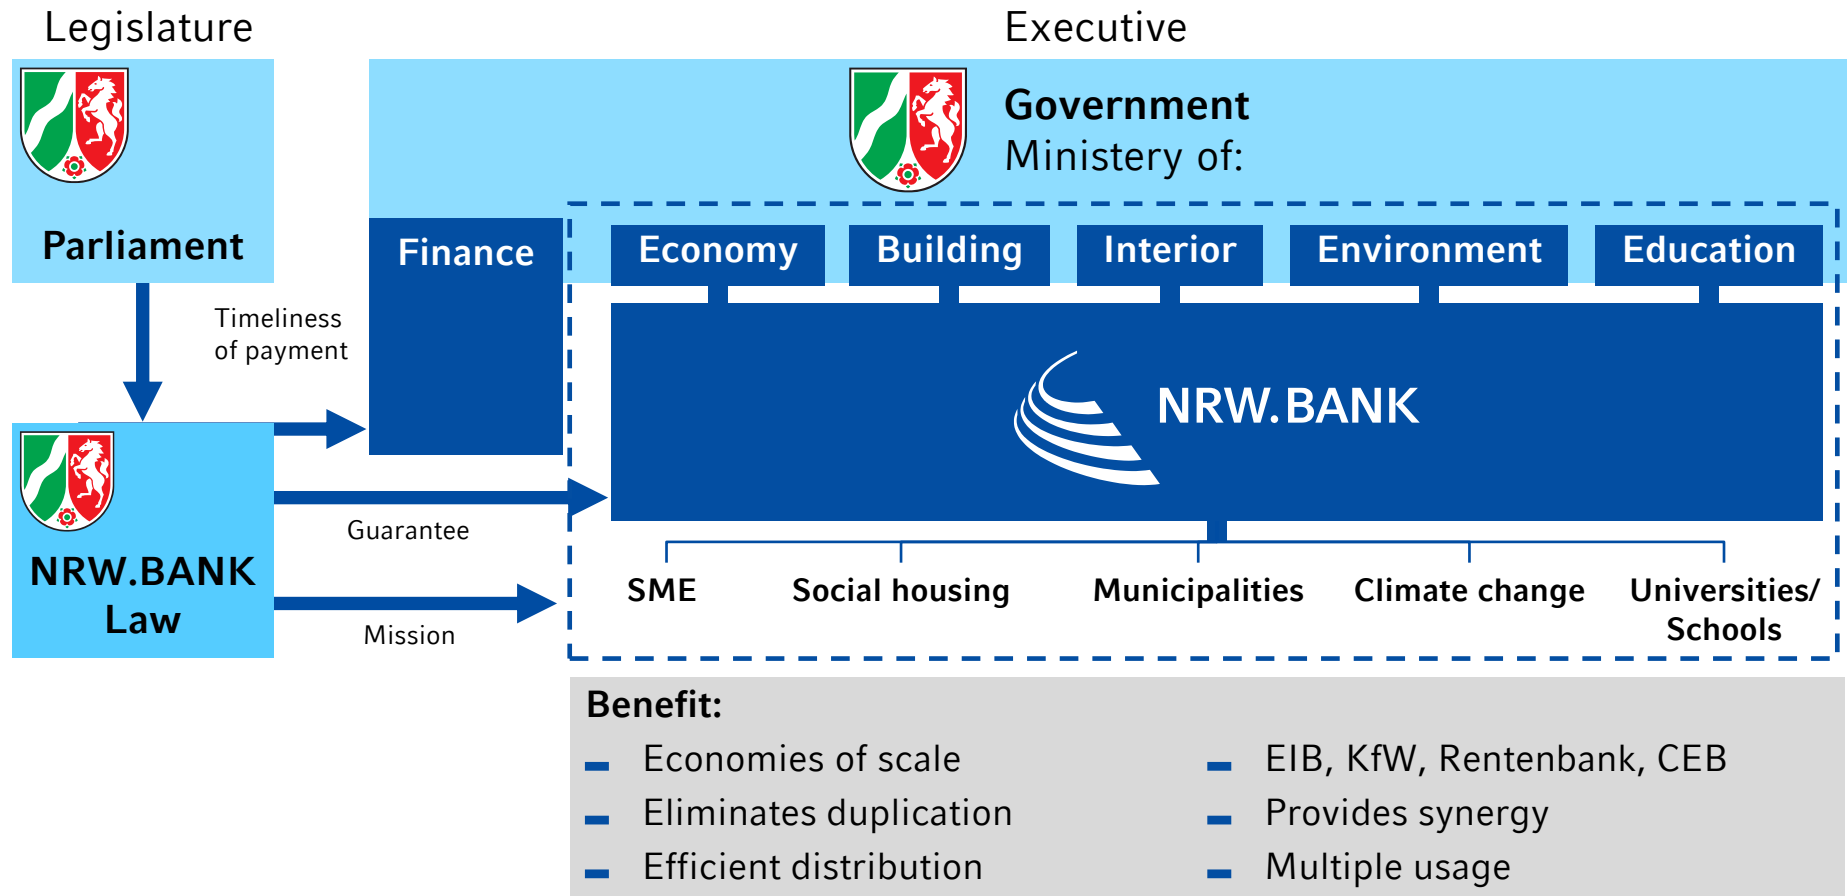 Legislature
Executive
Government
Ministery of:
Parliament
Finance
Economy
Building
Interior
Environment
Education
Timeliness
of payment
NRW.BANK
Guarantee
NRW.BANK
Law
Mission
SME
Social housing
Municipalities
Climate change
Universities/
Schools
Benefit:
Economies of scale
Eliminates duplication
Efficient distribution
EIB, KfW, Rentenbank, CEB
Provides synergy
Multiple usage